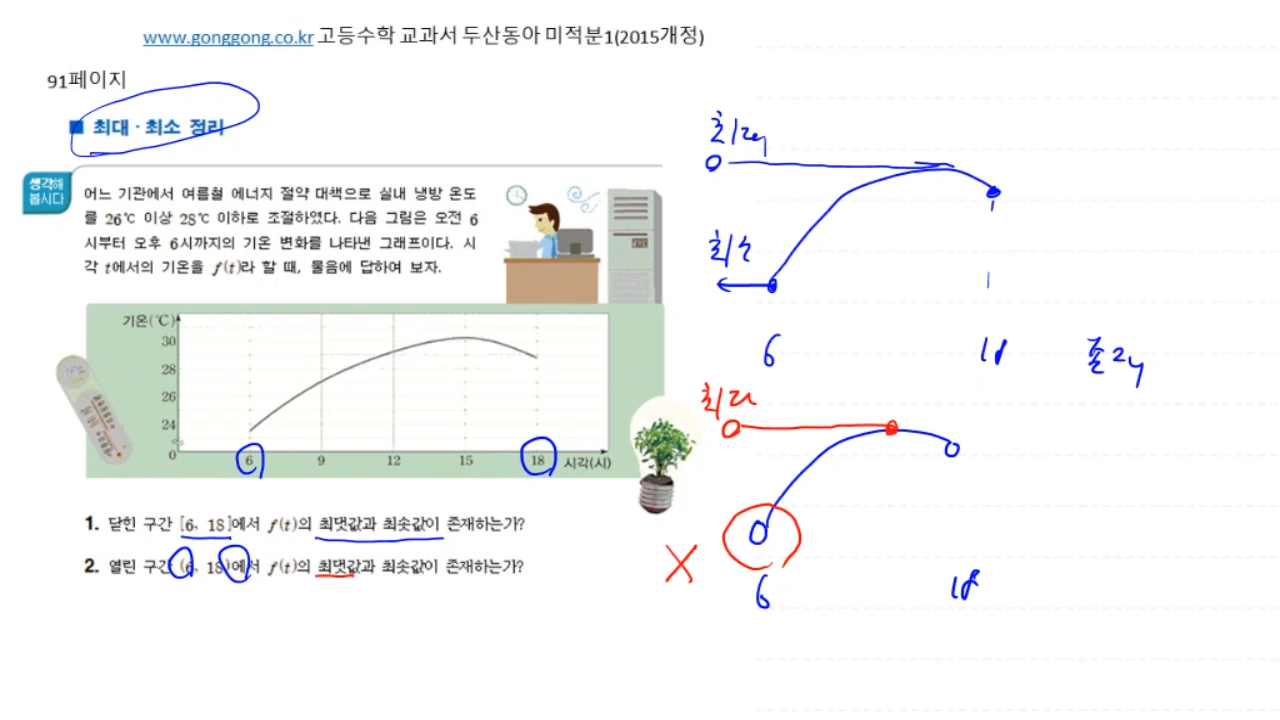 www.gonggong.co.kr 고등수학 교과서 두산동아 미적분1(2015개정)
91페이지
■ 최대 · 최소 정리
생각해
봅시다
어느 기관에서 여름철 에너지 절약 대책으로 실내 냉방 온도
를 26℃ 이상 28℃ 이하로 조절하였다. 다음 그림은 오전 6
시부터 오후 6시까지의 기온 변화를 나타낸 그래프이다. 시
각 t에서의 기온을 f(t)라 할 때, 물음에 답하여 보자.
기온(℃)
30
28
26
24
0
6 9 12 15 18 시각(시)
1. 닫힌 구간 [6, 18]에서 f(t)의 최댓값과 최솟값이 존재하는가?
2. 열린 구간 (6, 18)에서 f(t)의 최댓값과 최솟값이 존재하는가?
최대
최소
6 18
최대
X
6 18